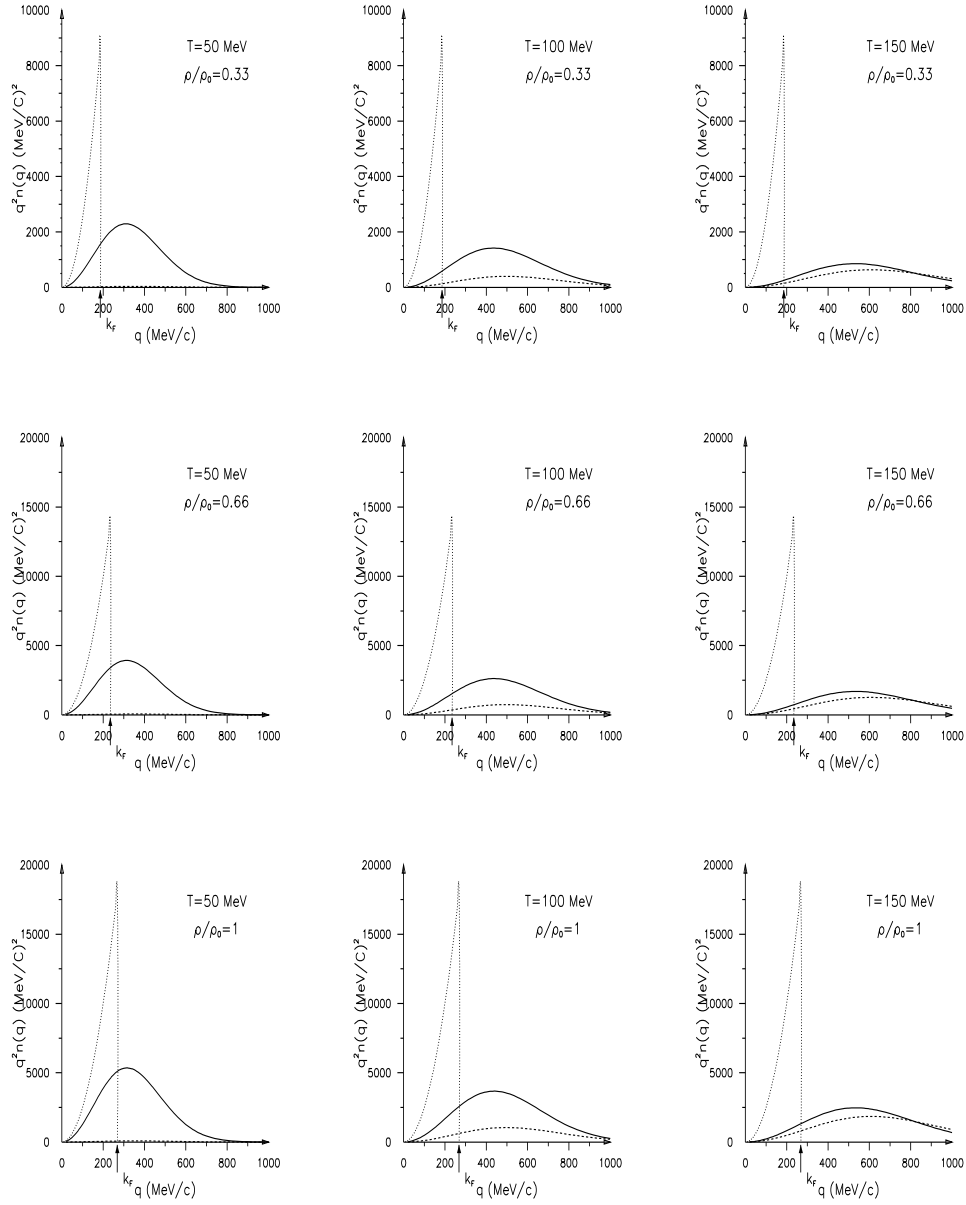 10000
8000
6000
4000
2000
0
q²n(q) (MeV/C)²
T=50 MeV
ρ/ρ₀=0.33
0 200 400 600 800 1000
k_F
q (MeV/c)
10000
8000
6000
4000
2000
0
q²n(q) (MeV/C)²
T=100 MeV
ρ/ρ₀=0.33
0 200 400 600 800 1000
k_F
q (MeV/c)
10000
8000
6000
4000
2000
0
q²n(q) (MeV/C)²
T=150 MeV
ρ/ρ₀=0.33
0 200 400 600 800 1000
k_F
q (MeV/c)
20000
15000
10000
5000
0
q²n(q) (MeV/C)²
T=50 MeV
ρ/ρ₀=0.66
0 200 400 600 800 1000
k_F
q (MeV/c)
20000
15000
10000
5000
0
q²n(q) (MeV/C)²
T=100 MeV
ρ/ρ₀=0.66
0 200 400 600 800 1000
k_F
q (MeV/c)
20000
15000
10000
5000
0
q²n(q) (MeV/C)²
T=150 MeV
ρ/ρ₀=0.66
0 200 400 600 800 1000
k_F
q (MeV/c)
20000
15000
10000
5000
0
q²n(q) (MeV/C)²
T=50 MeV
ρ/ρ₀=1
0 200 400 600 800 1000
k_F
q (MeV/c)
20000
15000
10000
5000
0
q²n(q) (MeV/C)²
T=100 MeV
ρ/ρ₀=1
0 200 400 600 800 1000
k_F
q (MeV/c)
20000
15000
10000
5000
0
q²n(q) (MeV/C)²
T=150 MeV
ρ/ρ₀=1
0 200 400 600 800 1000
k_F
q (MeV/c)